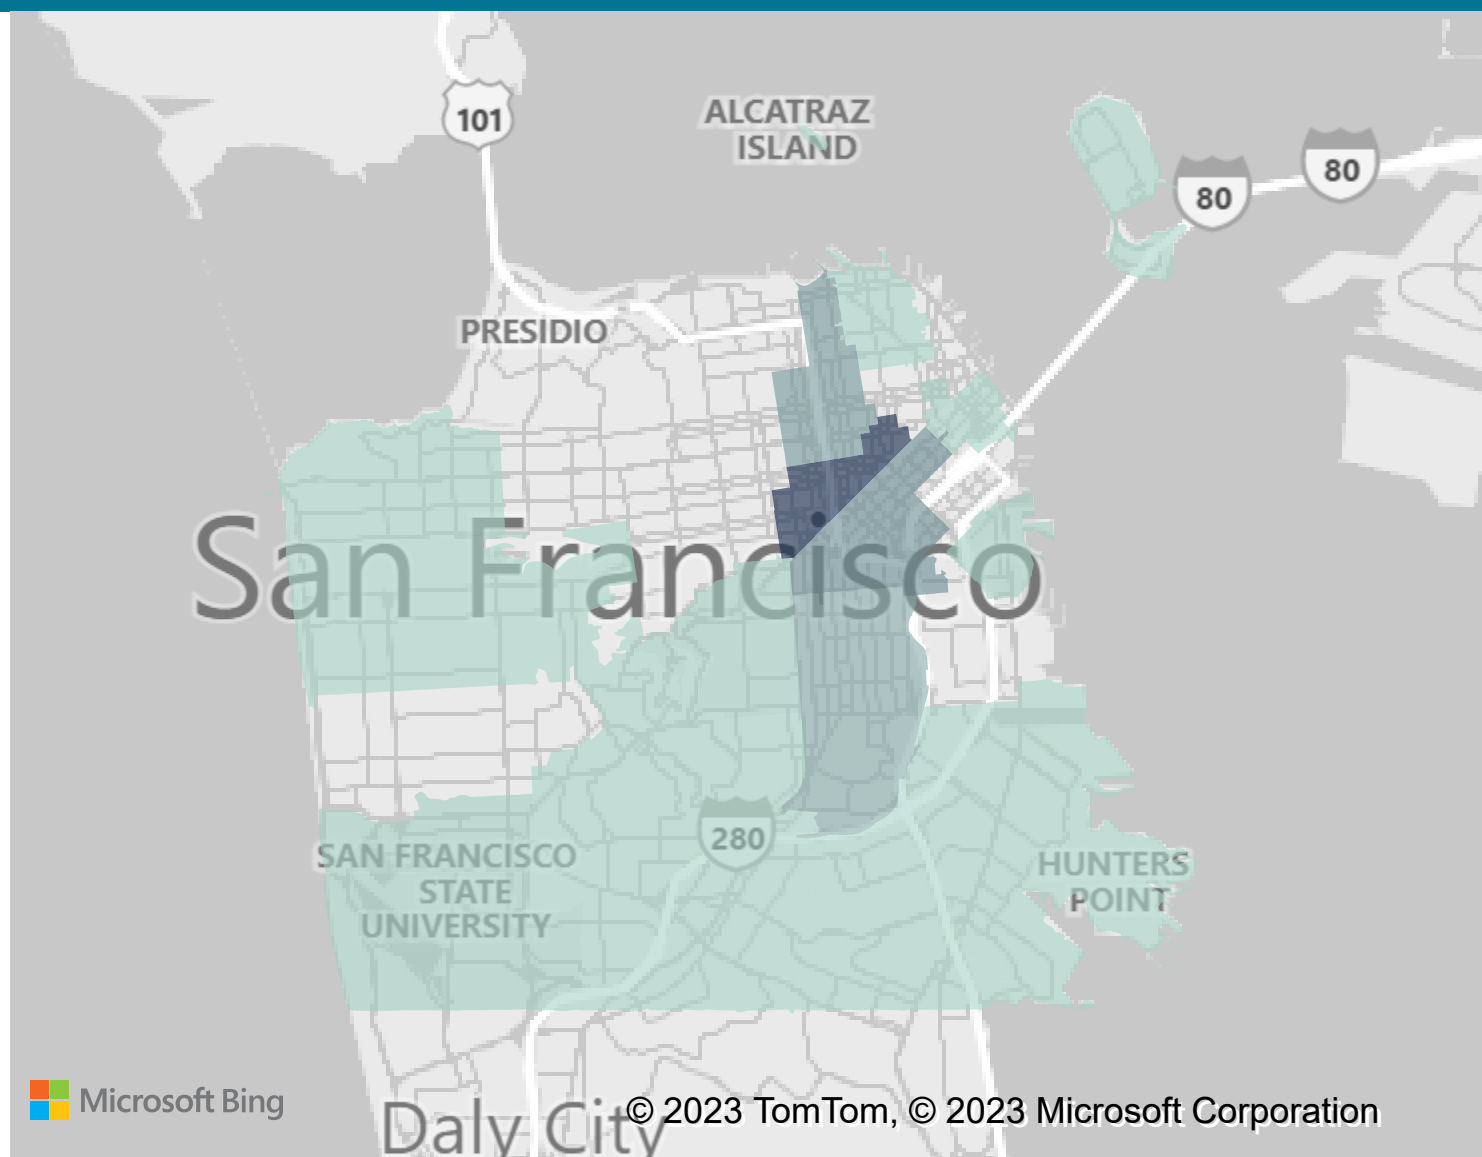 101
ALCATRAZ
ISLAND
80
80
PRESIDIO
San Francisco
280
SAN FRANCISCO
STATE
UNIVERSITY
HUNTERS
POINT
Microsoft Bing
Daly City
© 2023 TomTom, © 2023 Microsoft Corporation